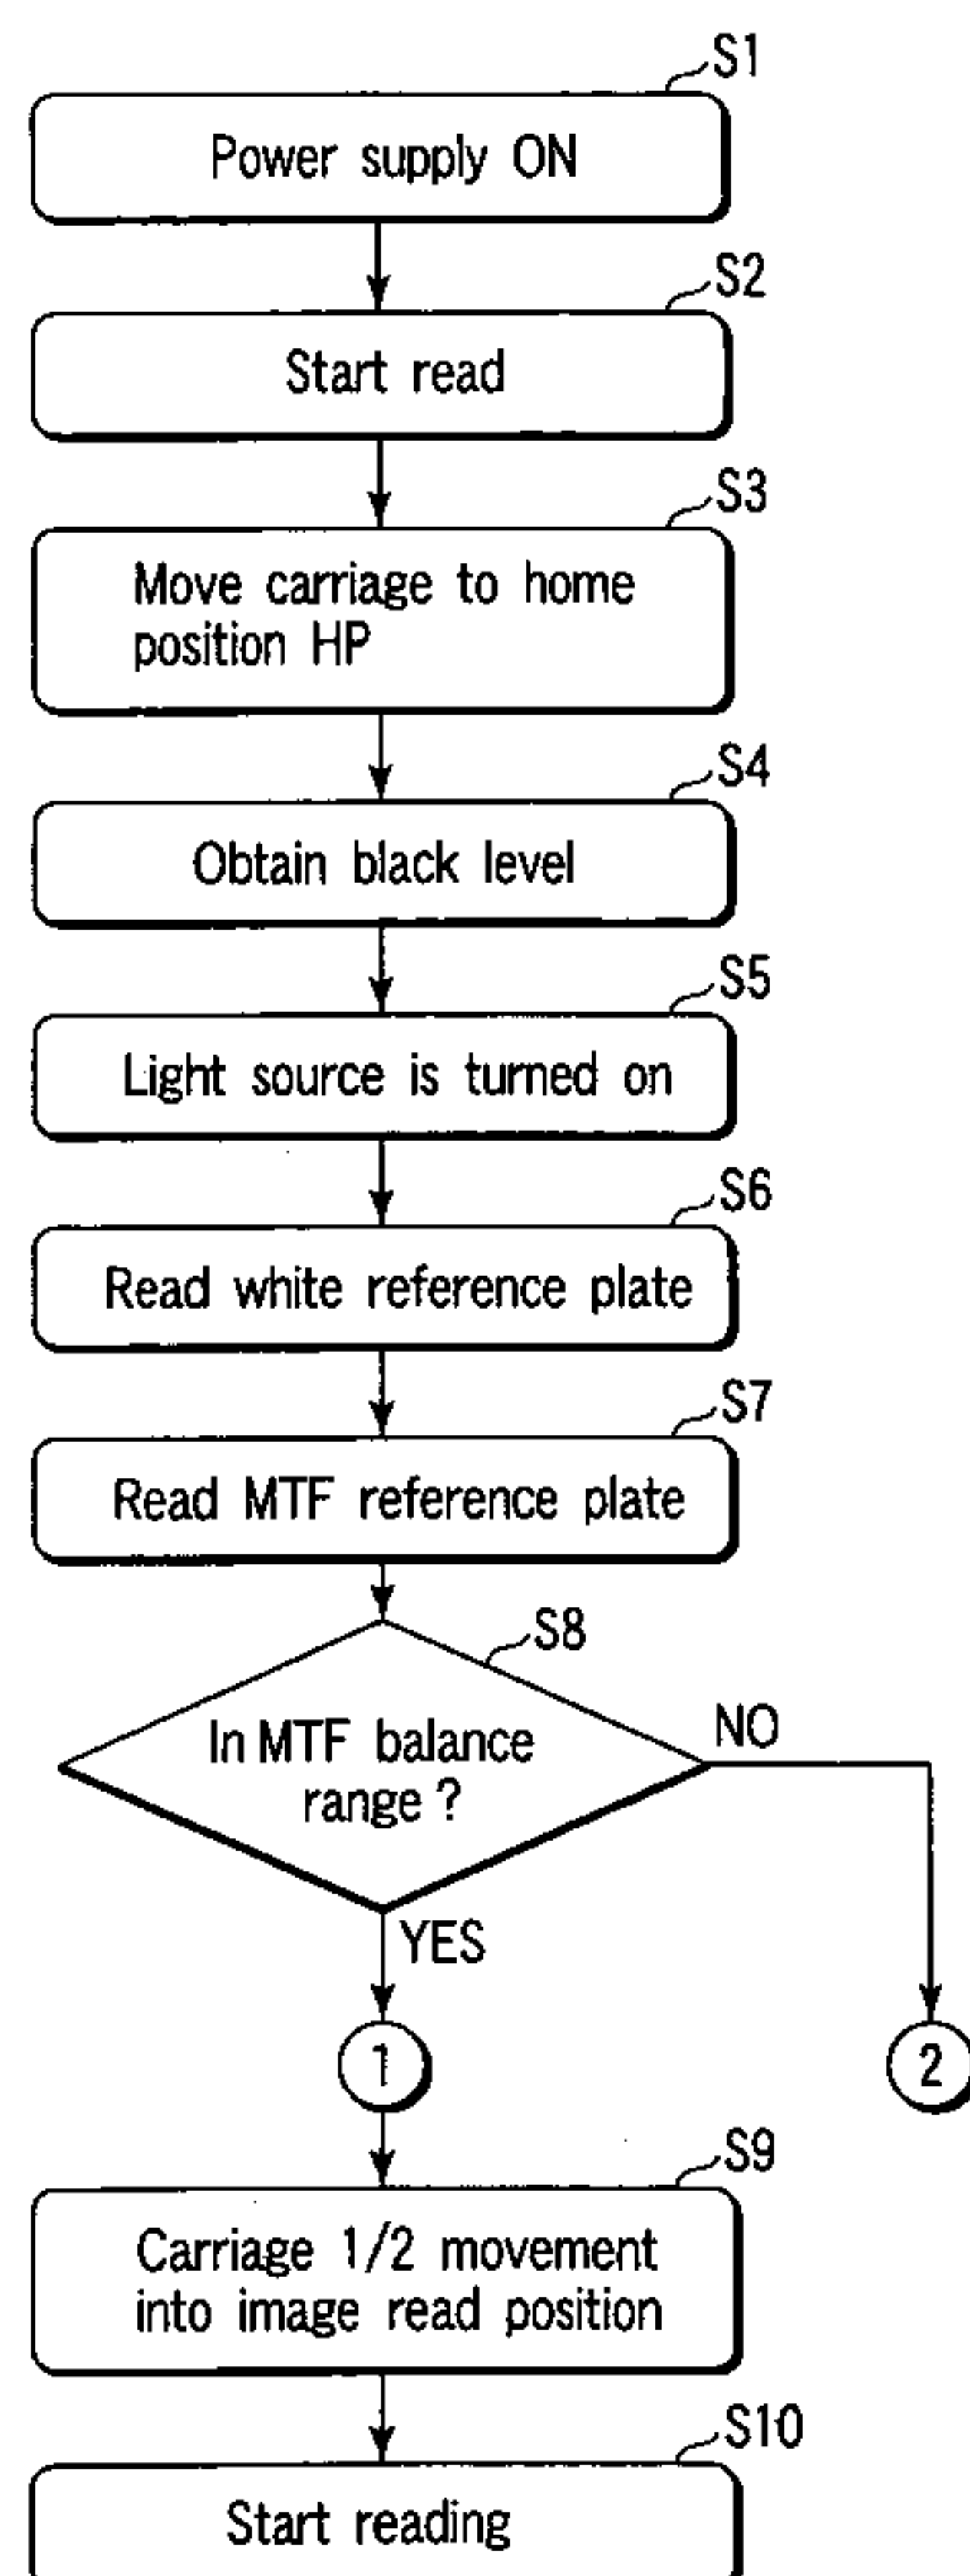 S1
Power supply ON
S2
Start read
S3
Move carriage to home
position HP
S4
Obtain black level
S5
Light source is turned on
S6
Read white reference plate
S7
Read MTF reference plate
S8
In MTF balance
range ?
NO
YES
1
2
S9
Carriage 1/2 movement
into image read position
S10
Start reading